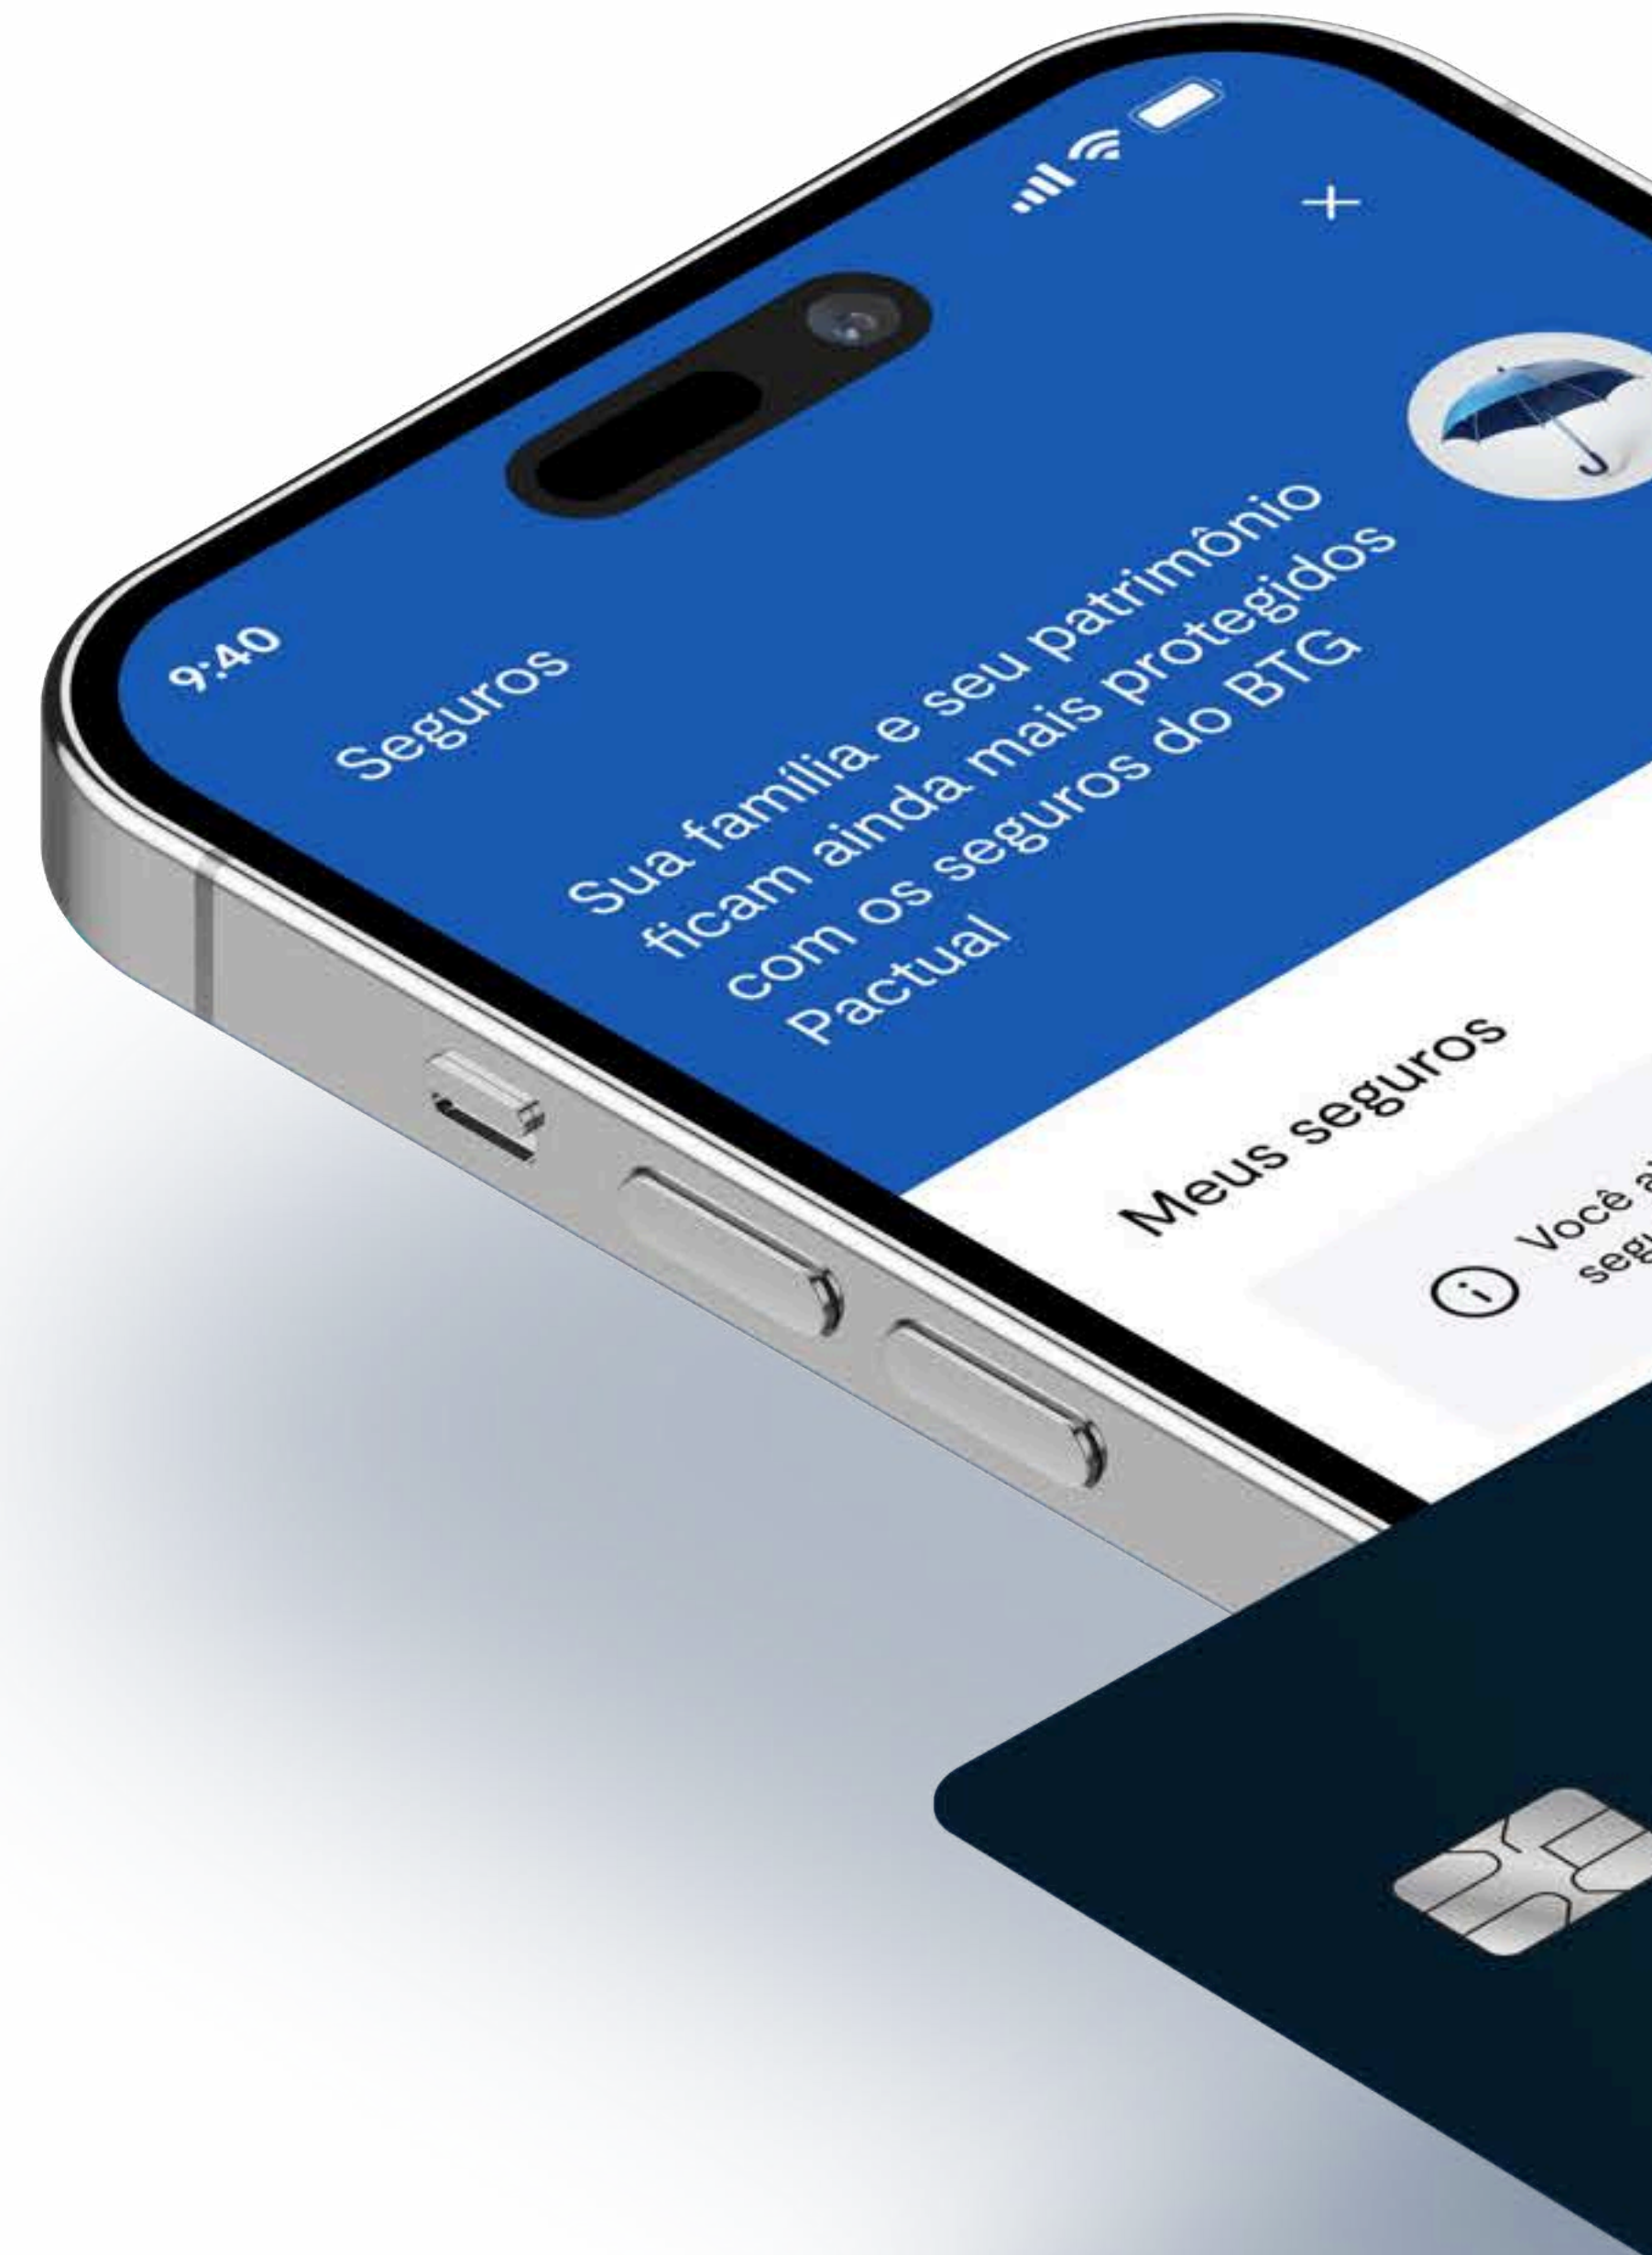 9:40
Seguros
Sua família e seu patrimônio
ficam ainda mais protegidos
com os seguros do BTG
Pactual
Meus seguros
Você